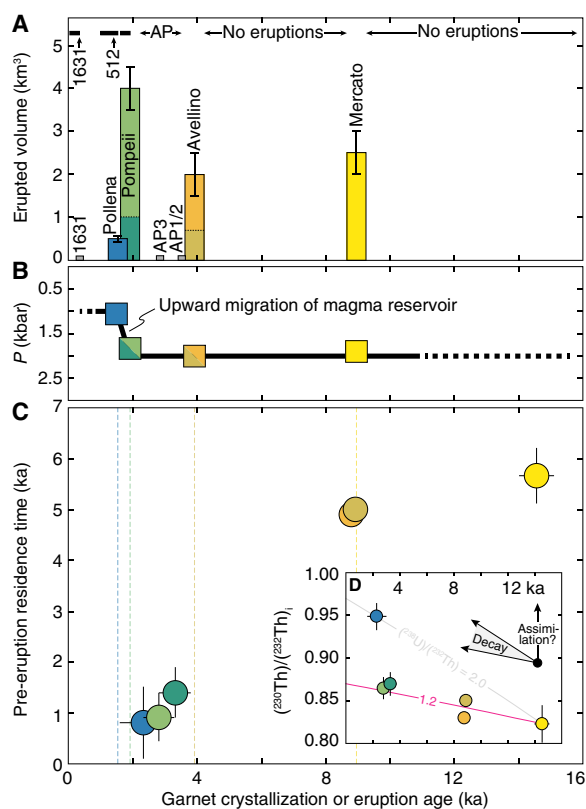 A
1631
512
AP
No eruptions
No eruptions
Erupted volume (km³)
5
4
3
2
1
0
1631
Pollena
Pompeii
AP3
AP1/2
Avellino
Mercato
B
P (kbar)
0.5
1.5
2.5
Upward migration of magma reservoir
C
Pre-eruption residence time (ka)
7
6
5
4
3
2
1
0
0 4 8 12 16
Garnet crystallization or eruption age (ka)
D
4 8 12 ka
(²³⁰Th)/(²³²Th)i
1.00
0.95
0.90
0.85
0.80
(²³⁸U)/(²³²Th) = 2.0
1.2
Decay
Assimi-
lation?